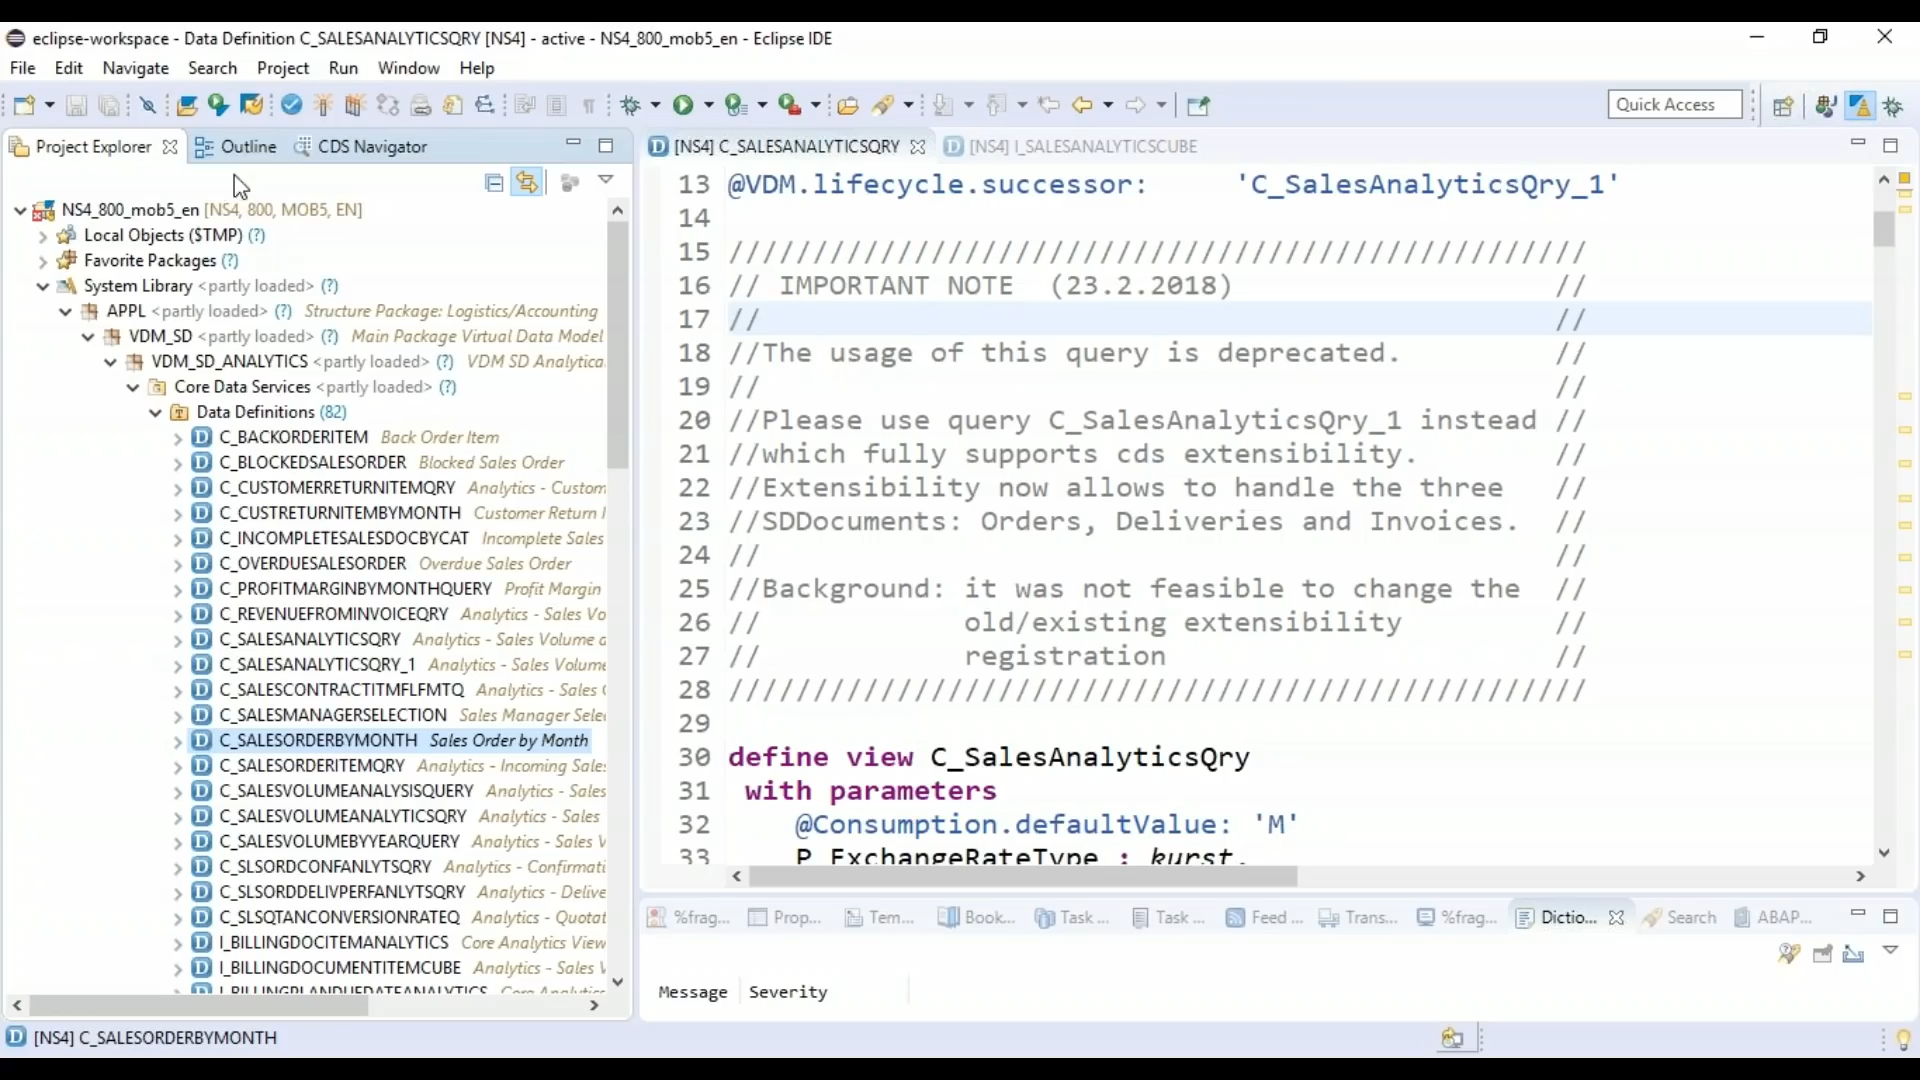 eclipse-workspace - Data Definition C_SALESANALYTICSQRY [NS4] - active - NS4_800_mob5_en - Eclipse IDE
File Edit Navigate Search Project Run Window Help
Quick Access
Project Explorer Outline CDS Navigator
NS4_800_mob5_en [NS4, 800, MOB5, EN]
Local Objects ($TMP) (?)
Favorite Packages (?)
System Library <partly loaded> (?)
APPL <partly loaded> (?) Structure Package: Logistics/Accounting
VDM_SD <partly loaded> (?) Main Package Virtual Data Model
VDM_SD_ANALYTICS <partly loaded> (?) VDM SD Analytica
Core Data Services <partly loaded> (?)
Data Definitions (82)
C_BACKORDERITEM Back Order Item
C_BLOCKEDSALESORDER Blocked Sales Order
C_CUSTOMERRETURNITEMQRY Analytics - Custom
C_CUSTRETURNITEMBYMONTH Customer Return I
C_INCOMPLETESALESDOCBYCAT Incomplete Sales
C_OVERDUESALESORDER Overdue Sales Order
C_PROFITMARGINBYMONTHQUERY Profit Margin
C_REVENUEFROMINVOICEQRY Analytics - Sales Vo
C_SALESANALYTICSQRY Analytics - Sales Volume a
C_SALESANALYTICSQRY_1 Analytics - Sales Volume
C_SALESCONTRACTITMFLFMTQ Analytics - Sales
C_SALESMANAGERSELECTION Sales Manager Sele
C_SALESORDERBYMONTH Sales Order by Month
C_SALESORDERITEMQRY Analytics - Incoming Sale
C_SALESVOLUMEANALYSISQUERY Analytics - Sales
C_SALESVOLUMEANALYTICSQRY Analytics - Sales
C_SALESVOLUMEBYYEARQUERY Analytics - Sales V
C_SLSORDCONFANLYTSQRY Analytics - Confirmati
C_SLSORDDELIVPERFANLYTSQRY Analytics - Delive
C_SLSQTANCONVERSIONRATEQ Analytics - Quotat
I_BILLINGDOCITEMANALYTICS Core Analytics View
I_BILLINGDOCUMENTITEMCUBE Analytics - Sales V
[NS4] C_SALESANALYTICSQRY [NS4] I_SALESANALYTICSCUBE
13 @VDM.lifecycle.successor: 'C_SalesAnalyticsQry_1'
14
15 ///////////////////////////////////////////////////
16 // IMPORTANT NOTE (23.2.2018) //
17 // //
18 //The usage of this query is deprecated. //
19 // //
20 //Please use query C_SalesAnalyticsQry_1 instead //
21 //which fully supports cds extensibility. //
22 //Extensibility now allows to handle the three //
23 //SDDocuments: Orders, Deliveries and Invoices. //
24 // //
25 //Background: it was not feasible to change the //
26 // old/existing extensibility //
27 // registration //
28 ///////////////////////////////////////////////////
29
30 define view C_SalesAnalyticsQry
31 with parameters
32 @Consumption.defaultValue: 'M'
33 P_ExchangeRateType : kurst,
%frag... Prop... Tem... Book... Task ... Task ... Feed ... Trans... %frag... Dictio... Search ABAP...
Message Severity
[NS4] C_SALESORDERBYMONTH